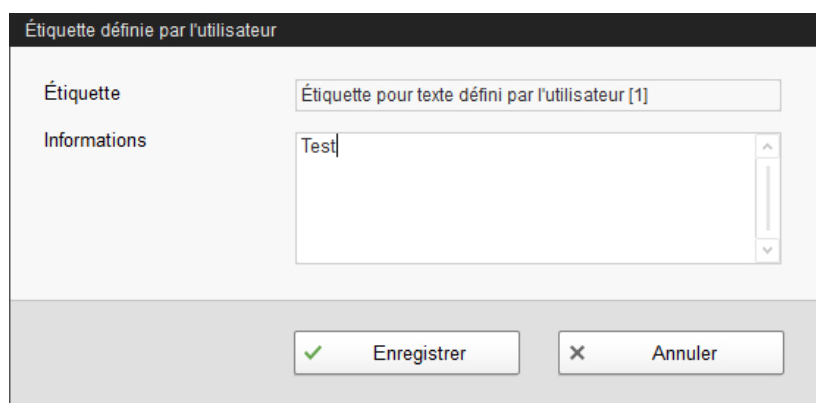 Étiquette définie par l'utilisateur
Étiquette
Étiquette pour texte défini par l'utilisateur [1]
Informations
Test
Enregistrer
Annuler